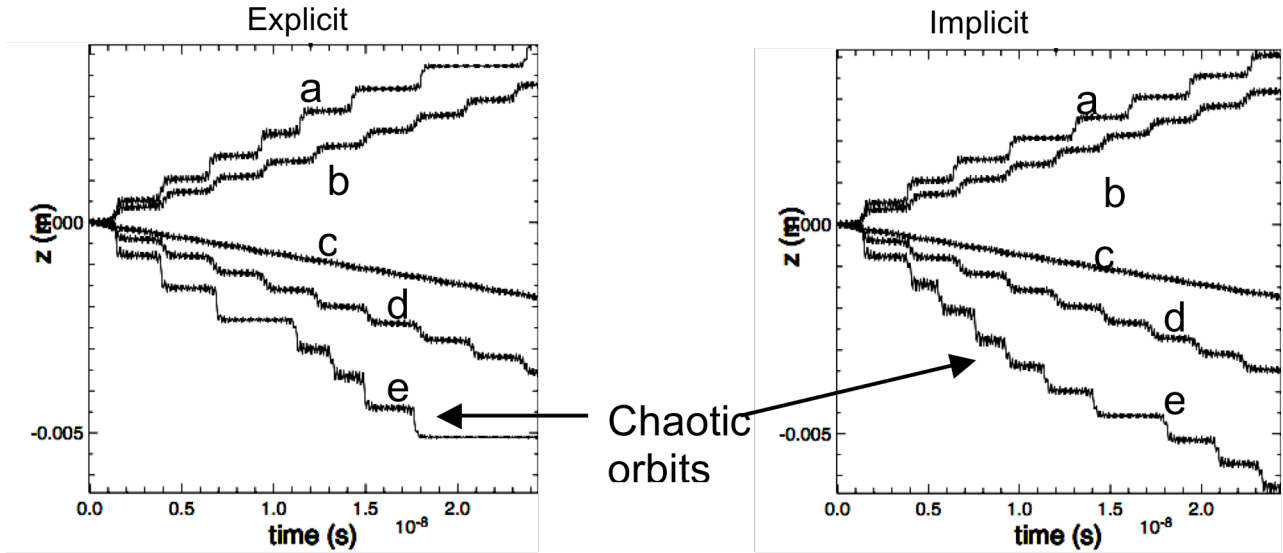 Explicit
a
b
z (m)
0.000
c
d
e
-0.005
0.0
0.5
1.0
1.5
2.0
10-8
time (s)
Implicit
a
b
z (m)
0.000
c
d
e
-0.005
0.0
0.5
1.0
1.5
2.0
10-8
time (s)
Chaotic
orbits